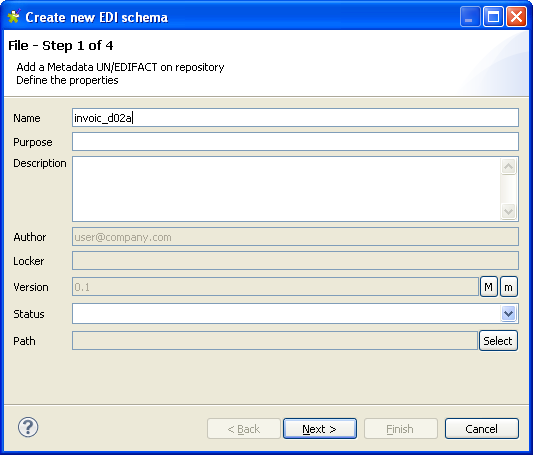 Create new EDI schema
File - Step 1 of 4
Add a Metadata UN/EDIFACT on repository
Define the properties
Name invoic_d02a
Purpose
Description
Author user@company.com
Locker
Version 0.1 M m
Status
Path Select
? < Back Next > Finish Cancel